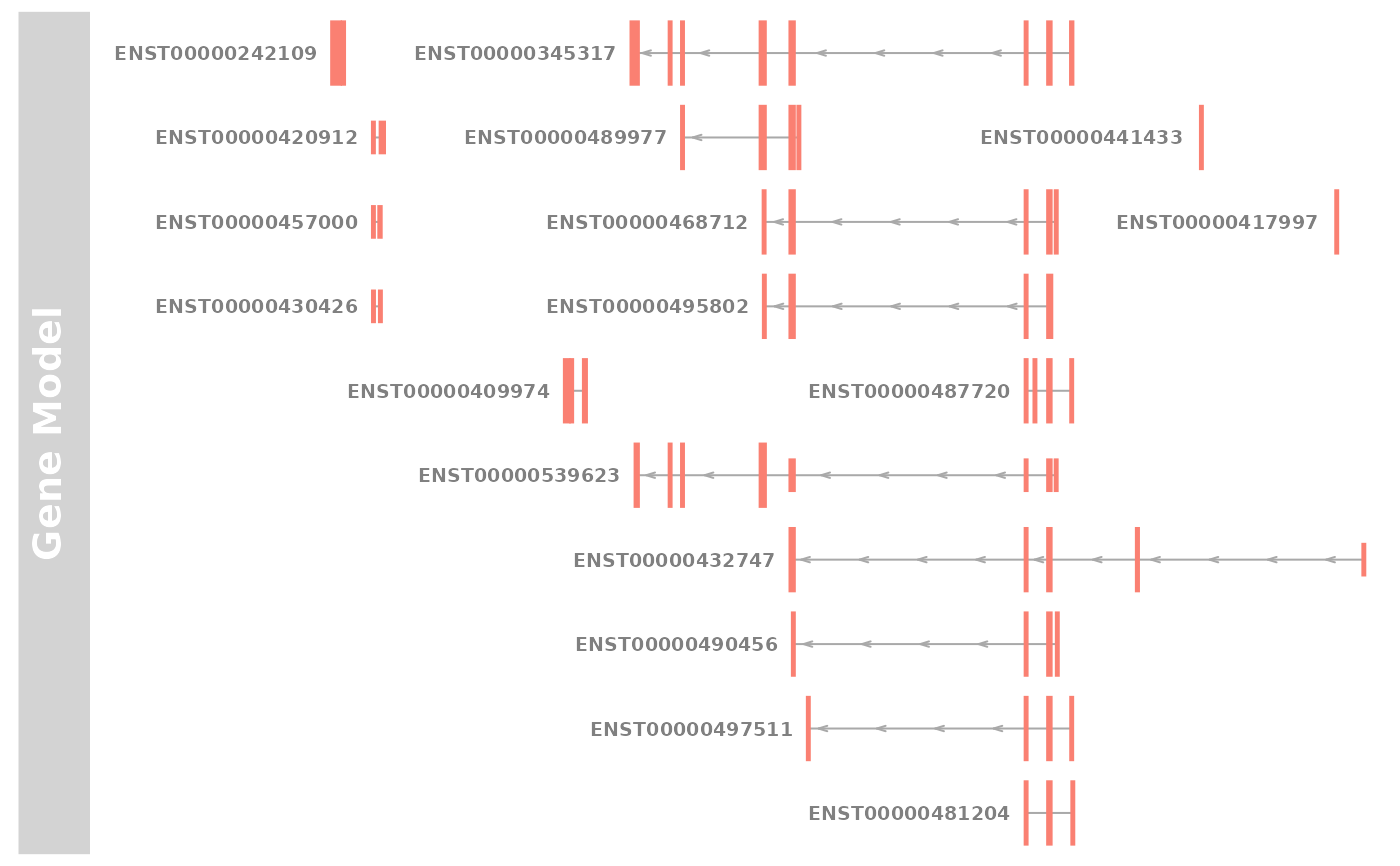 Gene Model
ENST00000242109 ENST00000345317
ENST00000420912 ENST00000489977 ENST00000441433
ENST00000457000 ENST00000468712 ENST00000417997
ENST00000430426 ENST00000495802
ENST00000409974 ENST00000487720
ENST00000539623
ENST00000432747
ENST00000490456
ENST00000497511
ENST00000481204